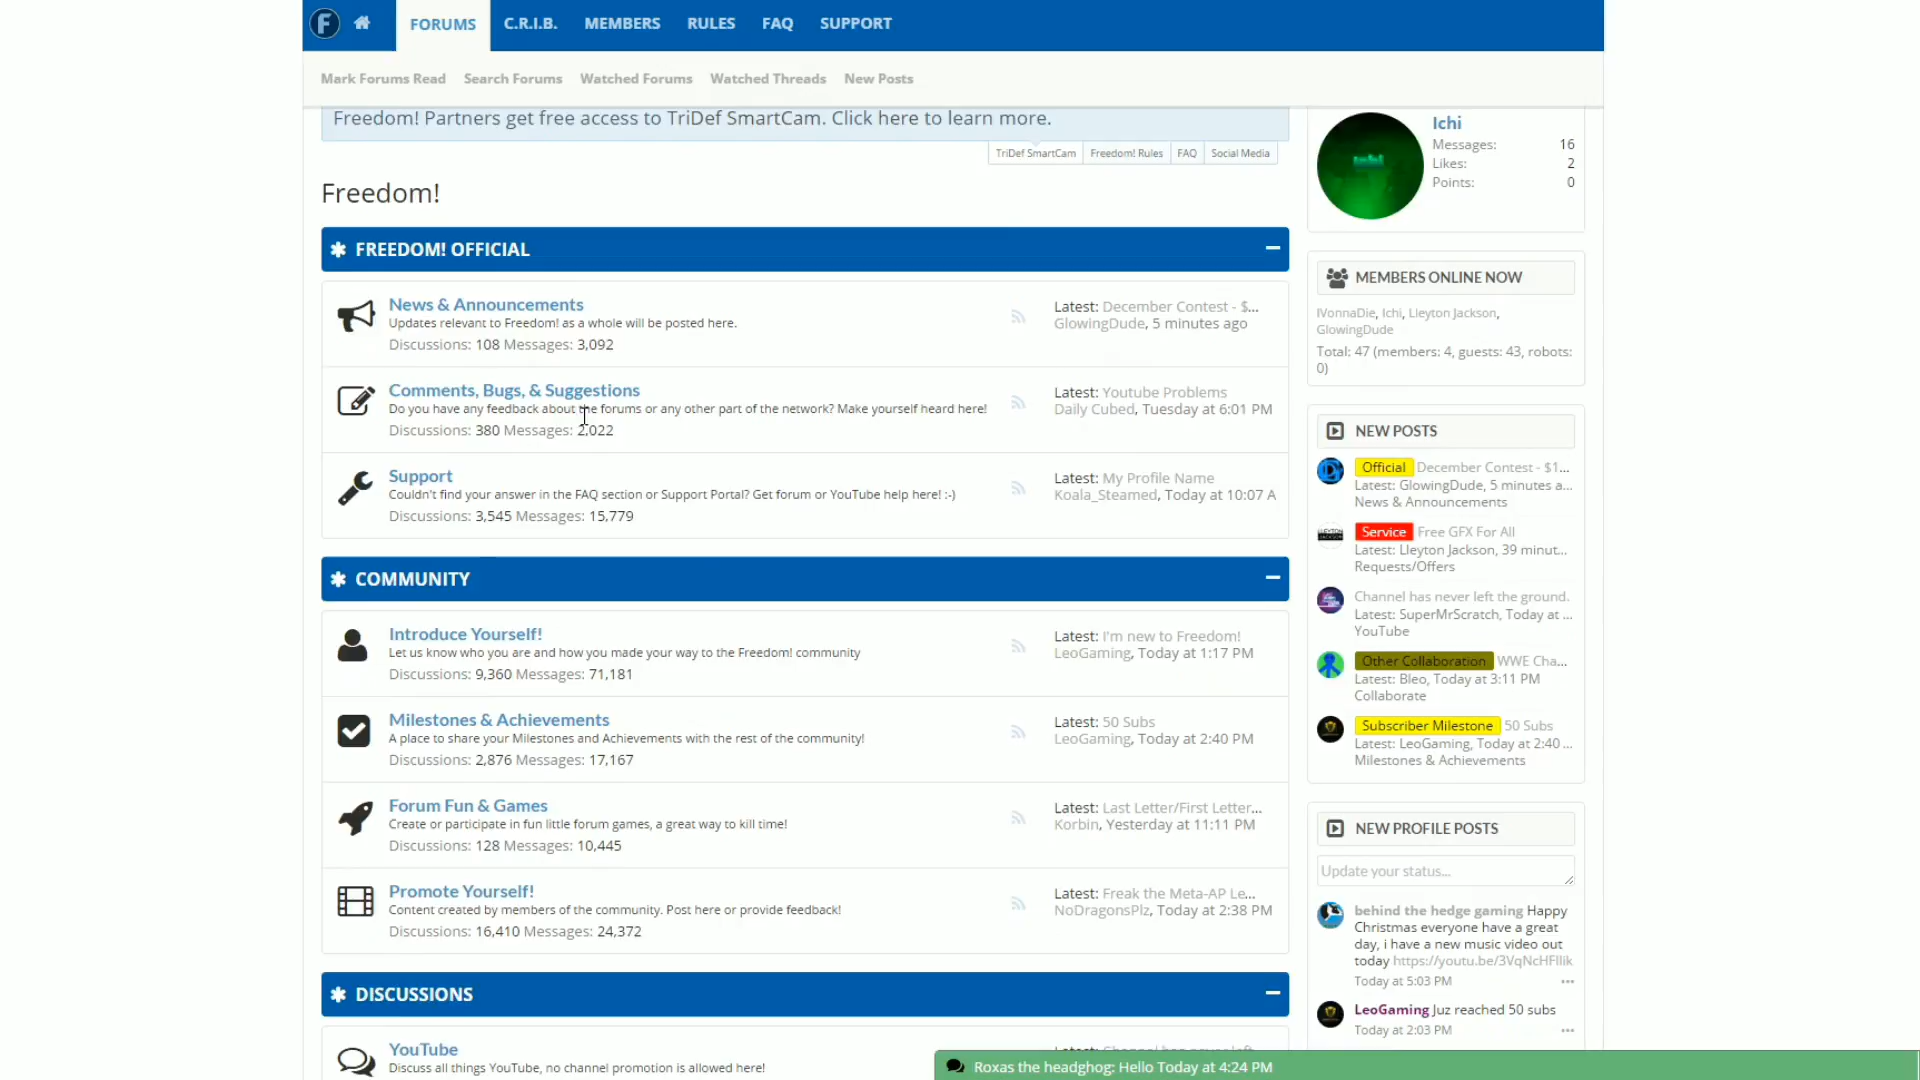 F
FORUMS
C.R.I.B.
MEMBERS
RULES
FAQ
SUPPORT
Mark Forums Read
Search Forums
Watched Forums
Watched Threads
New Posts
Freedom! Partners get free access to TriDef SmartCam. Click here to learn more.
TriDef SmartCam
Freedom! Rules
FAQ
Social Media
Freedom!
FREEDOM! OFFICIAL
News & Announcements
Updates relevant to Freedom! as a whole will be posted here.
Discussions: 108 Messages: 3,092
Latest: December Contest - $...
GlowingDude, 5 minutes ago
Comments, Bugs, & Suggestions
Do you have any feedback about the forums or any other part of the network? Make yourself heard here!
Discussions: 380 Messages: 2,022
Latest: Youtube Problems
Daily Cubed, Tuesday at 6:01 PM
Support
Couldn't find your answer in the FAQ section or Support Portal? Get forum or YouTube help here! :-)
Discussions: 3,545 Messages: 15,779
Latest: My Profile Name
Koala_Steamed, Today at 10:07 A
COMMUNITY
Introduce Yourself!
Let us know who you are and how you made your way to the Freedom! community
Discussions: 9,360 Messages: 71,181
Latest: I'm new to Freedom!
LeoGaming, Today at 1:17 PM
Milestones & Achievements
A place to share your Milestones and Achievements with the rest of the community!
Discussions: 2,876 Messages: 17,167
Latest: 50 Subs
LeoGaming, Today at 2:40 PM
Forum Fun & Games
Create or participate in fun little forum games, a great way to kill time!
Discussions: 128 Messages: 10,445
Latest: Last Letter/First Letter...
Korbin, Yesterday at 11:11 PM
Promote Yourself!
Content created by members of the community. Post here or provide feedback!
Discussions: 16,410 Messages: 24,372
Latest: Freak the Meta-AP Le...
NoDragonsPlz, Today at 2:38 PM
DISCUSSIONS
YouTube
Discuss all things YouTube, no channel promotion is allowed here!
Ichi
Messages: 16
Likes: 2
Points: 0
MEMBERS ONLINE NOW
IVonnaDie, Ichi, Lleyton Jackson,
GlowingDude
Total: 47 (members: 4, guests: 43, robots:
0)
NEW POSTS
Official December Contest - $1...
Latest: GlowingDude, 5 minutes a...
News & Announcements
Service Free GFX For All
Latest: Lleyton Jackson, 39 minut...
Requests/Offers
Channel has never left the ground.
Latest: SuperMrScratch, Today at ...
YouTube
Other Collaboration WWE Cha...
Latest: Bleo, Today at 3:11 PM
Collaborate
Subscriber Milestone 50 Subs
Latest: LeoGaming, Today at 2:40 ...
Milestones & Achievements
NEW PROFILE POSTS
Update your status...
behind the hedge gaming Happy
Christmas everyone have a great
day, i have a new music video out
today https://youtu.be/3VqNcHFllik
Today at 5:03 PM
LeoGaming Juz reached 50 subs
Today at 2:03 PM
Roxas the headghog: Hello Today at 4:24 PM